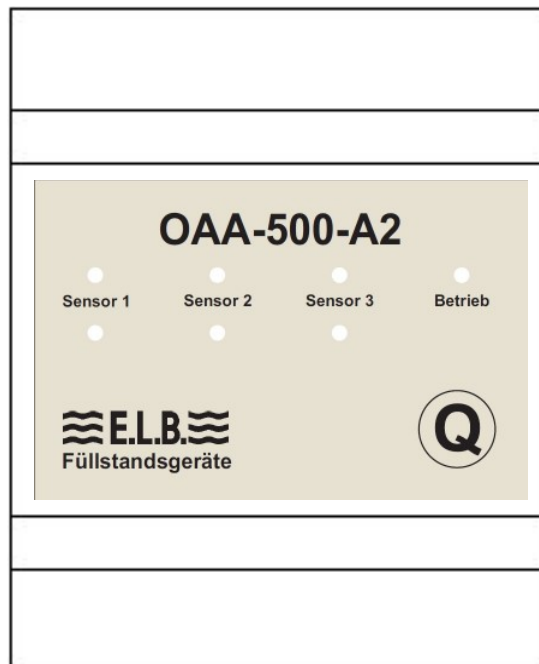 OAA-500-A2
Sensor 1 Sensor 2 Sensor 3 Betrieb
E.L.B.
Füllstandsgeräte
Q